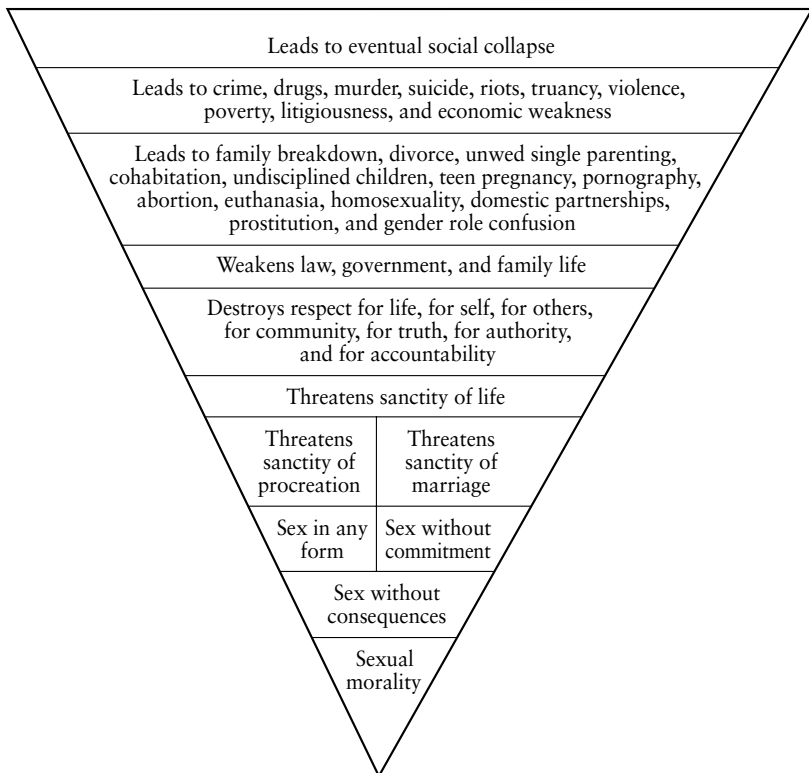 Leads to eventual social collapse
Leads to crime, drugs, murder, suicide, riots, truancy, violence,
poverty, litigiousness, and economic weakness
Leads to family breakdown, divorce, unwed single parenting,
cohabitation, undisciplined children, teen pregnancy, pornography,
abortion, euthanasia, homosexuality, domestic partnerships,
prostitution, and gender role confusion
Weakens law, government, and family life
Destroys respect for life, for self, for others,
for community, for truth, for authority,
and for accountability
Threatens sanctity of life
Threatens
sanctity of
procreation
Threatens
sanctity of
marriage
Sex in any
form
Sex without
commitment
Sex without
consequences
Sexual
morality